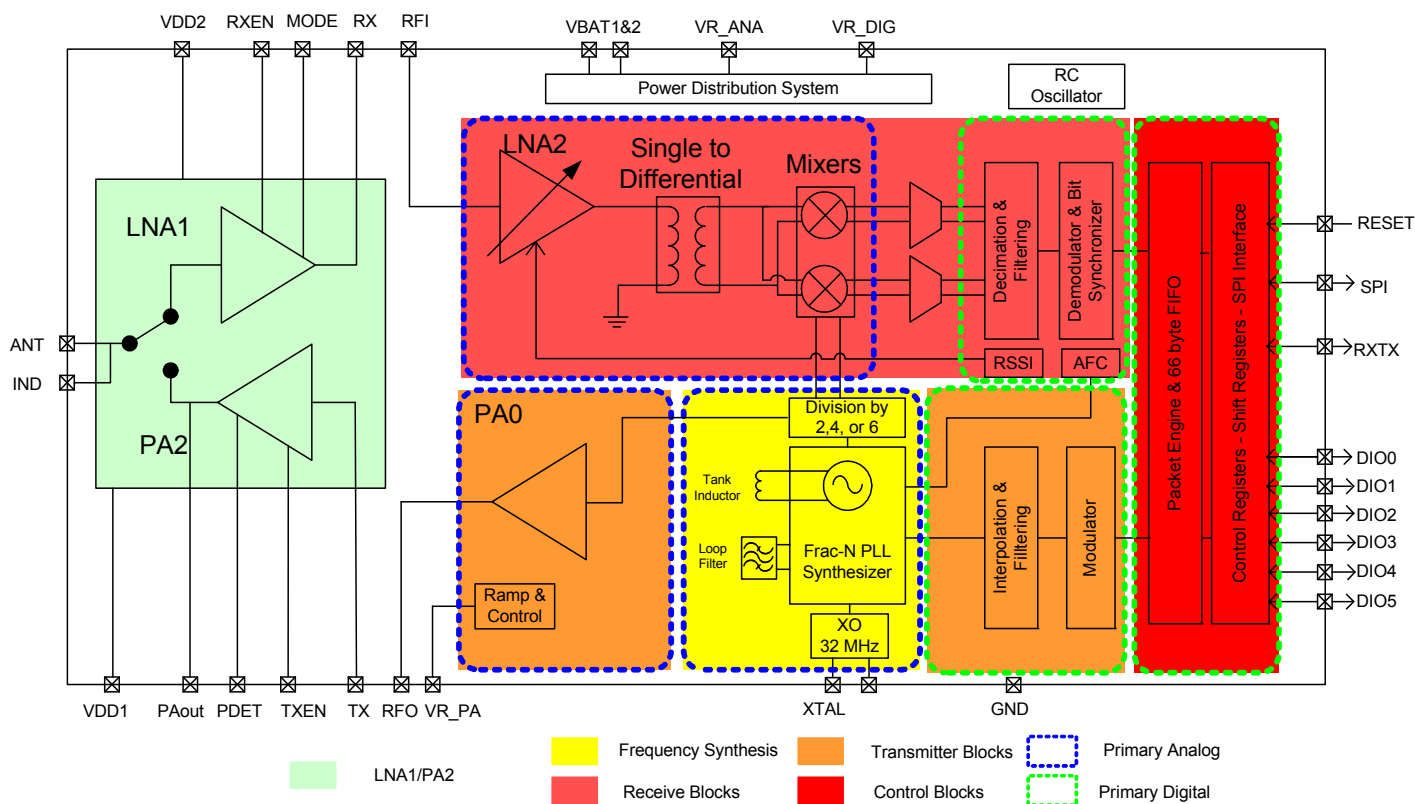 VDD2
RXEN
MODE
RX
RFI
VBAT1&2
VR_ANA
VR_DIG
Power Distribution System
RC
Oscillator
LNA1
PA2
LNA2
Single to
Differential
Mixers
Decimation &
Filtering
Demodulator & Bit
Synchronizer
RSSI
AFC
Packet Engine & 66 byte FIFO
Control Registers - Shift Registers - SPI Interface
RESET
SPI
RXTX
ANT
IND
PA0
Ramp &
Control
Division by
2,4, or 6
Tank
Inductor
Loop
Filter
Frac-N PLL
Synthesizer
XO
32 MHz
Interpolation &
Filltering
Modulator
DIO0
DIO1
DIO2
DIO3
DIO4
DIO5
VDD1
PAout
PDET
TXEN
TX
RFO
VR_PA
XTAL
GND
LNA1/PA2
Frequency Synthesis
Transmitter Blocks
Primary Analog
Receive Blocks
Control Blocks
Primary Digital